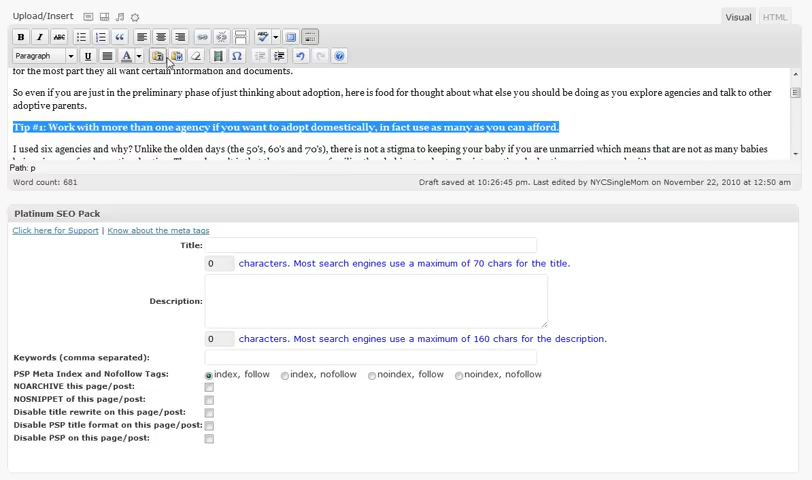 Upload/Insert
Visual HTML
B I ABC
Paragraph U A
for the most part they all want certain information and documents.
So even if you are just in the preliminary phase of just thinking about adoption, here is food for thought about what else you should be doing as you explore agencies and talk to other
adoptive parents.
Tip #1: Work with more than one agency if you want to adopt domestically, in fact use as many as you can afford.
I used six agencies and why? Unlike the olden days (the 50's, 60's and 70's), there is not a stigma to keeping your baby if you are unmarried which means that are not as many babies
Path: p
Word count: 681
Draft saved at 10:26:45 pm. Last edited by NYCSingleMom on November 22, 2010 at 12:50 am
Platinum SEO Pack
Click here for Support | Know about the meta tags
Title:
0 characters. Most search engines use a maximum of 70 chars for the title.
Description:
0 characters. Most search engines use a maximum of 160 chars for the description.
Keywords (comma separated):
PSP Meta Index and Nofollow Tags: index, follow index, nofollow noindex, follow noindex, nofollow
NOARCHIVE this page/post:
NOSNIPPET of this page/post:
Disable title rewrite on this page/post:
Disable PSP title format on this page/post:
Disable PSP on this page/post: